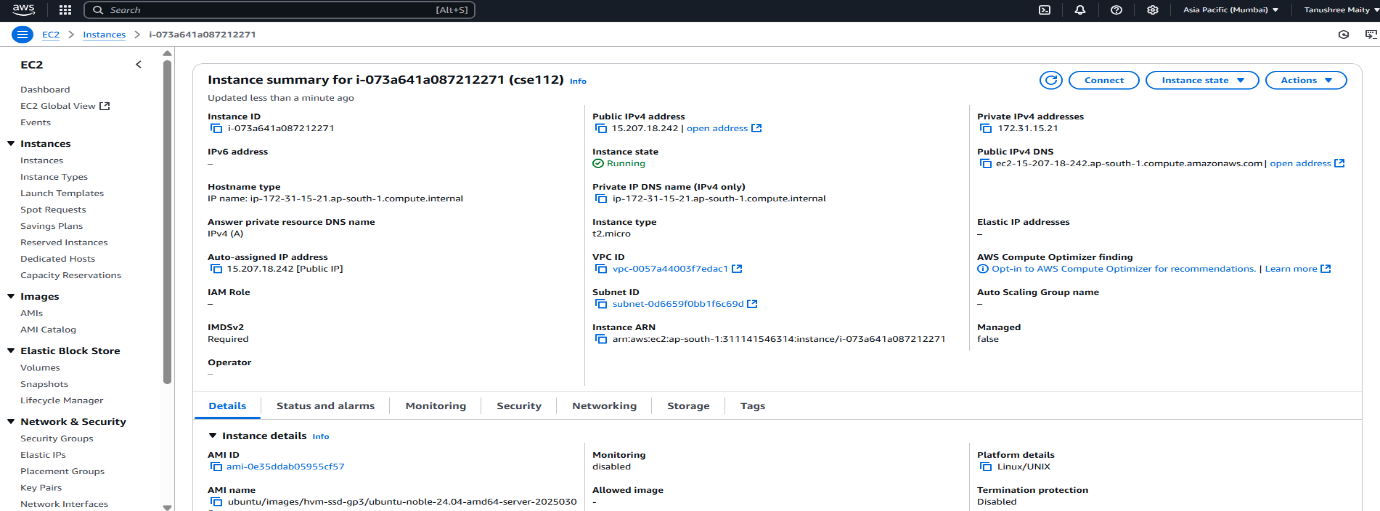 aws
Search [Alt+S]
Asia Pacific (Mumbai)
Tanushree Maity
EC2 > Instances > i-073a641a087212271
EC2
Dashboard
EC2 Global View
Events
Instances
Instances
Instance Types
Launch Templates
Spot Requests
Savings Plans
Reserved Instances
Dedicated Hosts
Capacity Reservations
Images
AMIs
AMI Catalog
Elastic Block Store
Volumes
Snapshots
Lifecycle Manager
Network & Security
Security Groups
Elastic IPs
Placement Groups
Key Pairs
Network Interfaces
Instance summary for i-073a641a087212271 (cse112) Info
Updated less than a minute ago
Connect
Instance state
Actions
Instance ID
i-073a641a087212271
Public IPv4 address
15.207.18.242 | open address
Private IPv4 addresses
172.31.15.21
IPv6 address
–
Instance state
Running
Public IPv4 DNS
ec2-15-207-18-242.ap-south-1.compute.amazonaws.com | open address
Hostname type
IP name: ip-172-31-15-21.ap-south-1.compute.internal
Private IP DNS name (IPv4 only)
ip-172-31-15-21.ap-south-1.compute.internal
Answer private resource DNS name
IPv4 (A)
Instance type
t2.micro
Elastic IP addresses
–
Auto-assigned IP address
15.207.18.242 [Public IP]
VPC ID
vpc-0057a44003f7edac1
AWS Compute Optimizer finding
Opt-in to AWS Compute Optimizer for recommendations. | Learn more
IAM Role
–
Subnet ID
subnet-0d6659f0bb1f6c69d
Auto Scaling Group name
–
IMDSv2
Required
Instance ARN
arn:aws:ec2:ap-south-1:311141546314:instance/i-073a641a087212271
Managed
false
Operator
–
Details
Status and alarms
Monitoring
Security
Networking
Storage
Tags
Instance details Info
AMI ID
ami-0e35ddab05955cf57
Monitoring
disabled
Platform details
Linux/UNIX
AMI name
ubuntu/images/hvm-ssd-gp3/ubuntu-noble-24.04-amd64-server-2025030
Allowed image
-
Termination protection
Disabled